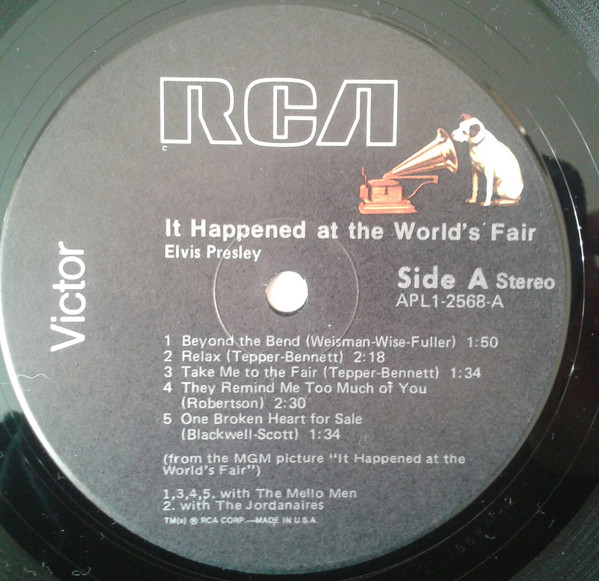 RCA
c
Victor
It Happened at the World's Fair
Elvis Presley
Side A Stereo
APL1-2568-A
1 Beyond the Bend (Weisman-Wise-Fuller) 1:50
2 Relax (Tepper-Bennett) 2:18
3 Take Me to the Fair (Tepper-Bennett) 1:34
4 They Remind Me Too Much of You
(Robertson) 2:30
5 One Broken Heart for Sale
(Blackwell-Scott) 1:34
(from the MGM picture "It Happened at the
World's Fair")
1,3,4,5. with The Mello Men
2. with The Jordanaires
TM(s) ® RCA CORP.—MADE IN U.S.A.